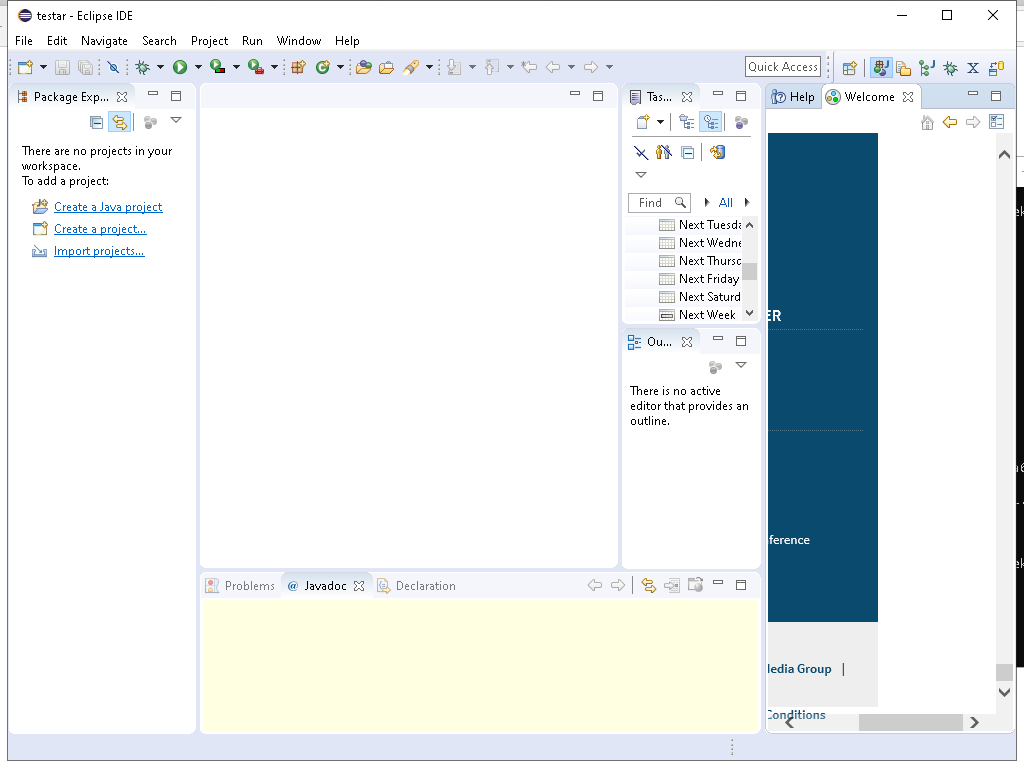 testar - Eclipse IDE
File Edit Navigate Search Project Run Window Help
Quick Access
Package Exp...
There are no projects in your
workspace.
To add a project:
Create a Java project
Create a project...
Import projects...
Tas...
Find
All
Next Tuesda
Next Wedne
Next Thursd
Next Friday
Next Saturd
Next Week
Ou...
There is no active
editor that provides an
outline.
Help
Welcome
ER
ference
Media Group |
Conditions
Problems @ Javadoc Declaration